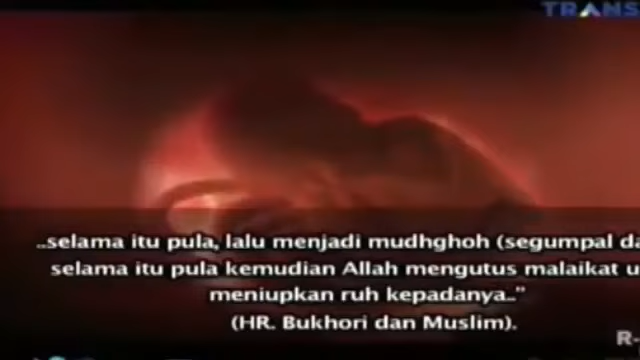 TRANS
..selama itu pula, lalu menjadi mudhghoh (segumpal da
selama itu pula kemudian Allah mengutus malaikat u
meniupkan ruh kepadanya.."
(HR. Bukhori dan Muslim).
R-